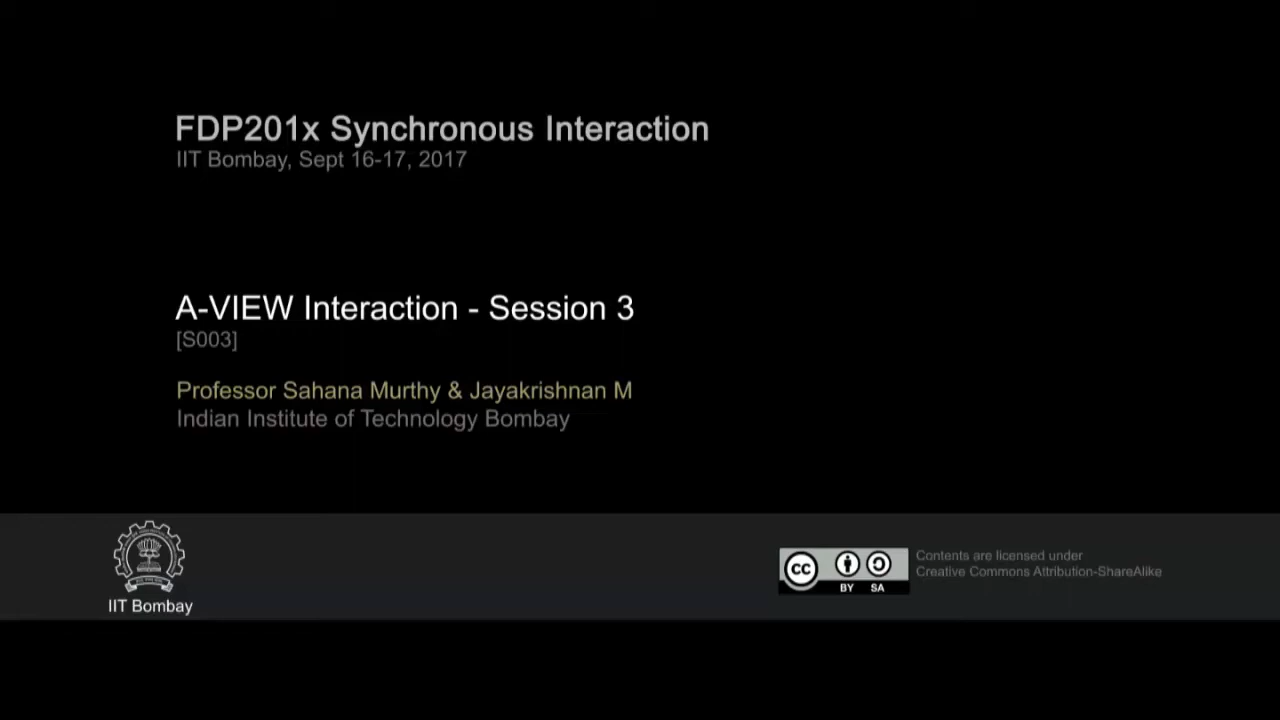 FDP201x Synchronous Interaction
IIT Bombay, Sept 16-17, 2017
A-VIEW Interaction - Session 3
[S003]
Professor Sahana Murthy & Jayakrishnan M
Indian Institute of Technology Bombay
IIT Bombay
cc
BY SA
Contents are licensed under
Creative Commons Attribution-ShareAlike